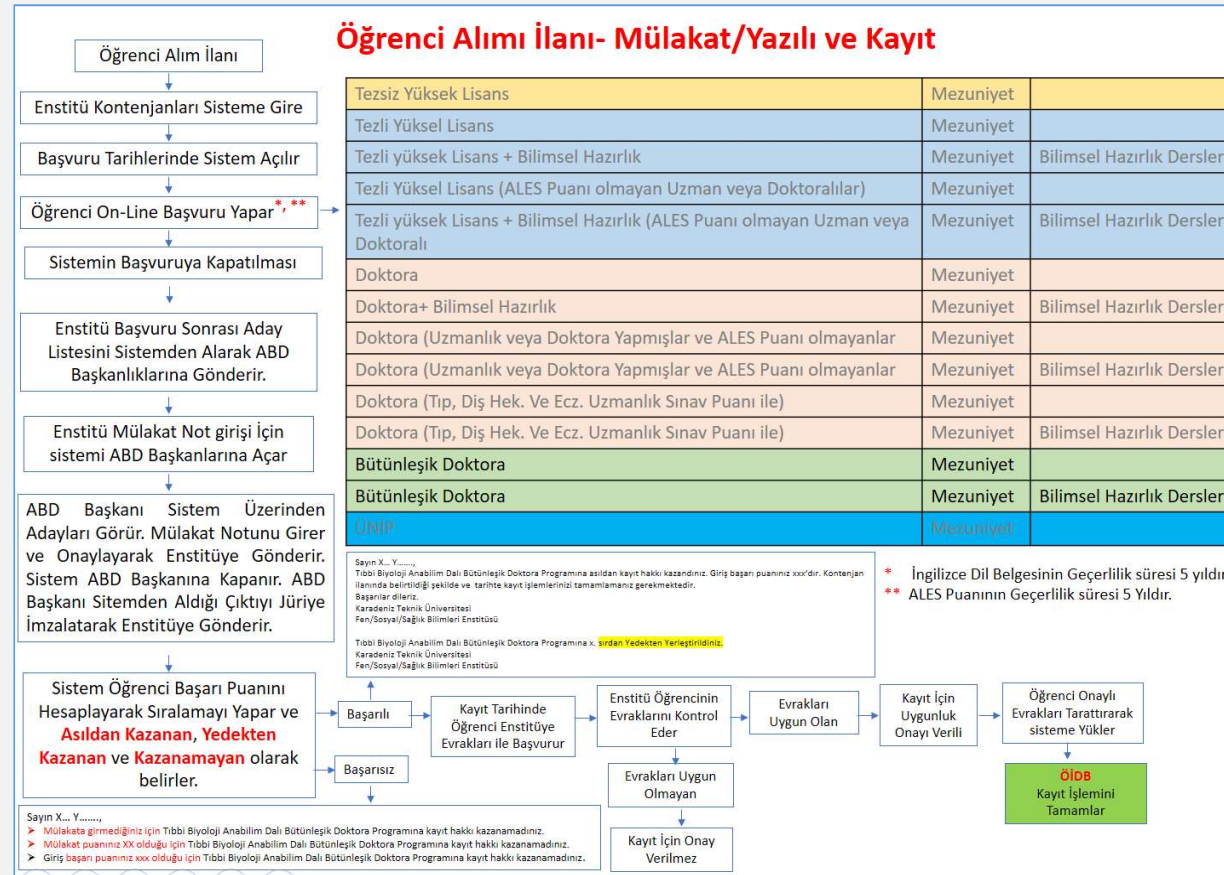 Öğrenci Alımı İlanı- Mülakat/Yazılı ve Kayıt
Öğrenci Alım İlanı
Enstitü Kontenjanları Sisteme Gire
Başvuru Tarihlerinde Sistem Açılır
Öğrenci On-Line Başvuru Yapar*, **
Sistemin Başvuruya Kapatılması
Enstitü Başvuru Sonrası Aday
Listesini Sistemden Alarak ABD
Başkanlıklarına Gönderir.
Enstitü Mülakat Not girişi İçin
sistemi ABD Başkanlarına Açar
ABD Başkanı Sistem Üzerinden
Adayları Görür. Mülakat Notunu Girer
ve Onaylayarak Enstitüye Gönderir.
Sistem ABD Başkanına Kapanır. ABD
Başkanı Sitemden Aldığı Çıktıyı Jüriye
İmzalatarak Enstitüye Gönderir.
Sistem Öğrenci Başarı Puanını
Hesaplayarak Sıralamayı Yapar ve
Asıldan Kazanan, Yedekten
Kazanan ve Kazanamayan olarak
belirler.
Tezsiz Yüksek Lisans Mezuniyet
Tezli Yüksel Lisans Mezuniyet
Tezli yüksek Lisans + Bilimsel Hazırlık Mezuniyet Bilimsel Hazırlık Dersler
Tezli Yüksel Lisans (ALES Puanı olmayan Uzman veya Doktoralılar) Mezuniyet
Tezli yüksek Lisans + Bilimsel Hazırlık (ALES Puanı olmayan Uzman veya Mezuniyet Bilimsel Hazırlık Dersler
Doktoralı
Doktora Mezuniyet
Doktora+ Bilimsel Hazırlık Mezuniyet Bilimsel Hazırlık Dersler
Doktora (Uzmanlık veya Doktora Yapmışlar ve ALES Puanı olmayanlar Mezuniyet
Doktora (Uzmanlık veya Doktora Yapmışlar ve ALES Puanı olmayanlar Mezuniyet Bilimsel Hazırlık Dersler
Doktora (Tıp, Diş Hek. Ve Ecz. Uzmanlık Sınav Puanı ile) Mezuniyet
Doktora (Tıp, Diş Hek. Ve Ecz. Uzmanlık Sınav Puanı ile) Mezuniyet Bilimsel Hazırlık Dersler
Bütünleşik Doktora Mezuniyet
Bütünleşik Doktora Mezuniyet Bilimsel Hazırlık Dersler
ÜNİP Mezuniyet
Sayın X... Y.......,
Tıbbi Biyoloji Anabilim Dalı Bütünleşik Doktora Programına asıldan kayıt hakkı kazandınız. Giriş başarı puanınız xxx'dır. Kontenjan
ilanında belirtildiği şekilde ve tarihte kayıt işlemlerinizi tamamlamanız gerekmektedir.
Başarılar dileriz.
Karadeniz Teknik Üniversitesi
Fen/Sosyal/Sağlık Bilimleri Enstitüsü
Tıbbi Biyoloji Anabilim Dalı Bütünleşik Doktora Programına x. sırdan Yedekten Yerleştirildiniz.
Karadeniz Teknik Üniversitesi
Fen/Sosyal/Sağlık Bilimleri Enstitüsü
* İngilizce Dil Belgesinin Geçerlilik süresi 5 yıldır
** ALES Puanının Geçerlilik süresi 5 Yıldır.
Başarılı
Kayıt Tarihinde
Öğrenci Enstitüye
Evrakları ile Başvurur
Enstitü Öğrencinin
Evraklarını Kontrol
Eder
Evrakları
Uygun Olan
Kayıt İçin
Uygunluk
Onayı Verili
Öğrenci Onaylı
Evrakları Tarattırarak
sisteme Yükler
Başarısız
Evrakları Uygun
Olmayan
Kayıt İçin Onay
Verilmez
ÖİDB
Kayıt İşlemini
Tamamlar
Sayın X... Y.......,
➤ Mülakata girmediğiniz için Tıbbi Biyoloji Anabilim Dalı Bütünleşik Doktora Programına kayıt hakkı kazanamadınız.
➤ Mülakat puanınız XX olduğu için Tıbbi Biyoloji Anabilim Dalı Bütünleşik Doktora Programına kayıt hakkı kazanamadınız.
➤ Giriş başarı puanınız xxx olduğu için Tıbbi Biyoloji Anabilim Dalı Bütünleşik Doktora Programına kayıt hakkı kazanamadınız.